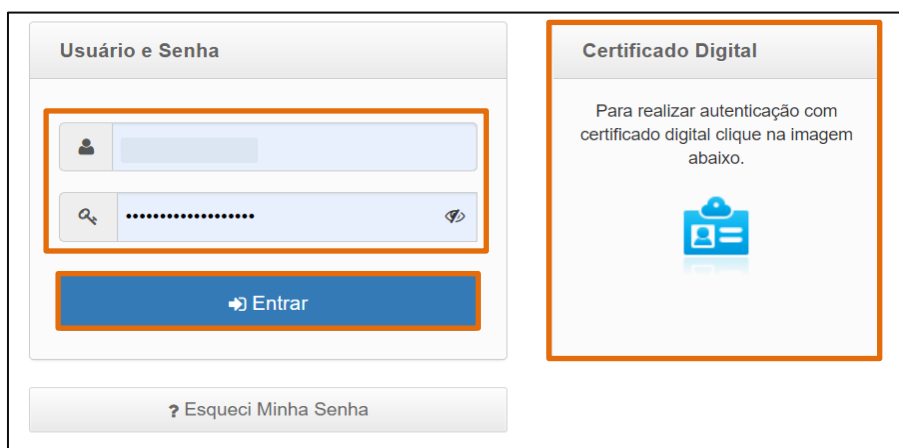 Usuário e Senha
•••••••••••••••••••
Entrar
? Esqueci Minha Senha
Certificado Digital
Para realizar autenticação com
certificado digital clique na imagem
abaixo.